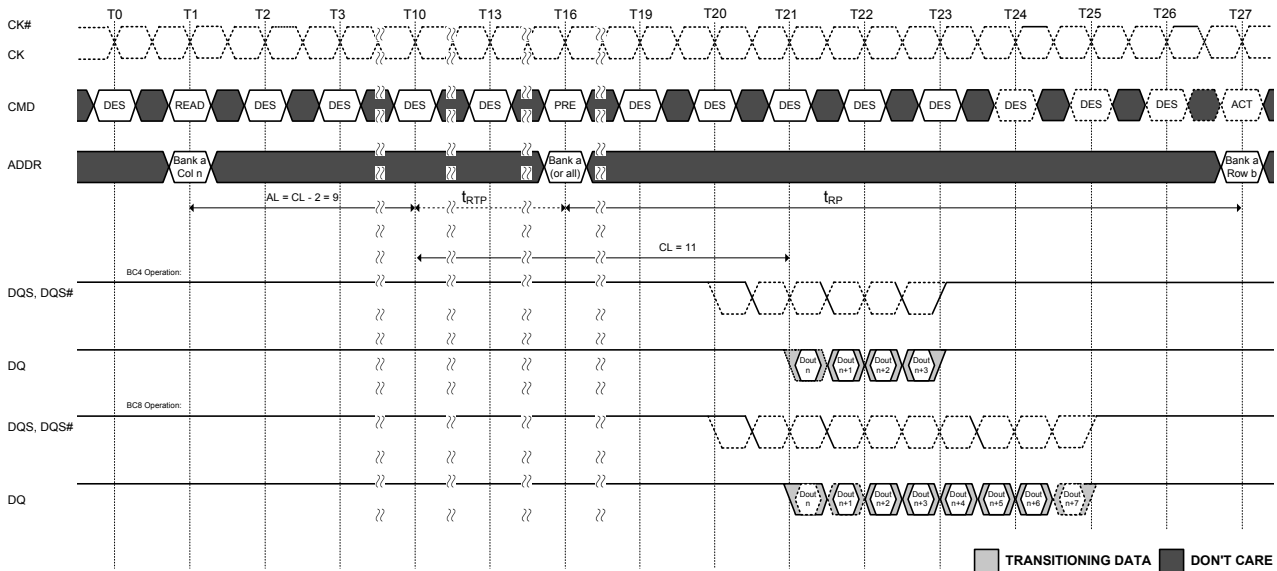 T0 T1 T2 T3 T10 T13 T16 T19 T20 T21 T22 T23 T24 T25 T26 T27
CK#
CK
CMD DES READ DES DES DES DES PRE DES DES DES DES DES DES DES DES ACT
ADDR Bank a Bank a Bank a
Col n (or all) Row b
AL = CL - 2 = 9 tRTP tRP
CL = 11
BC4 Operation:
DQS, DQS#
DQ Dout Dout Dout Dout
n n+1 n+2 n+3
BC8 Operation:
DQS, DQS#
DQ Dout Dout Dout Dout Dout Dout Dout Dout
n n+1 n+2 n+3 n+4 n+5 n+6 n+7
TRANSITIONING DATA DON'T CARE